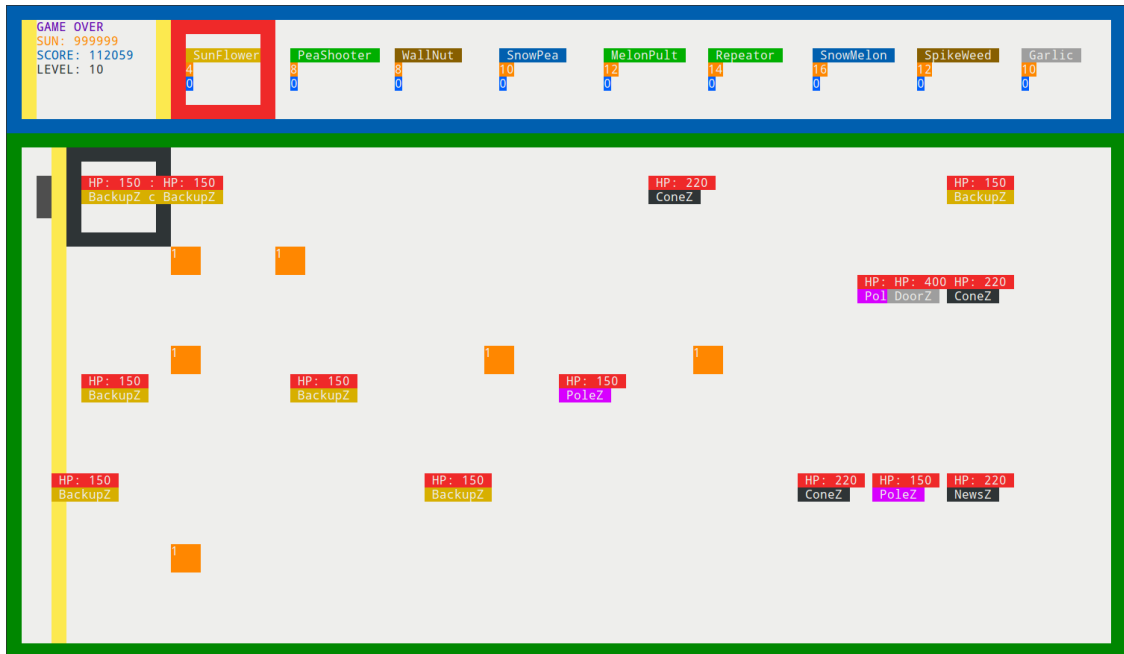 GAME OVER
SUN: 999999
SCORE: 112059
LEVEL: 10
SunFlower PeaShooter WallNut SnowPea MelonPult Repeator SnowMelon SpikeWeed Garlic
4 8 8 10 12 14 16 12 10
0 0 0 0 0 0 0 0 0
HP: 150 : HP: 150 HP: 220 HP: 150
BackupZ c BackupZ ConeZ BackupZ
1 1
HP: HP: 400 HP: 220
Pol DoorZ ConeZ
1 1 1
HP: 150 HP: 150 HP: 150
BackupZ BackupZ PoleZ
HP: 150 HP: 150 HP: 220 HP: 150 HP: 220
BackupZ BackupZ ConeZ PoleZ NewsZ
1